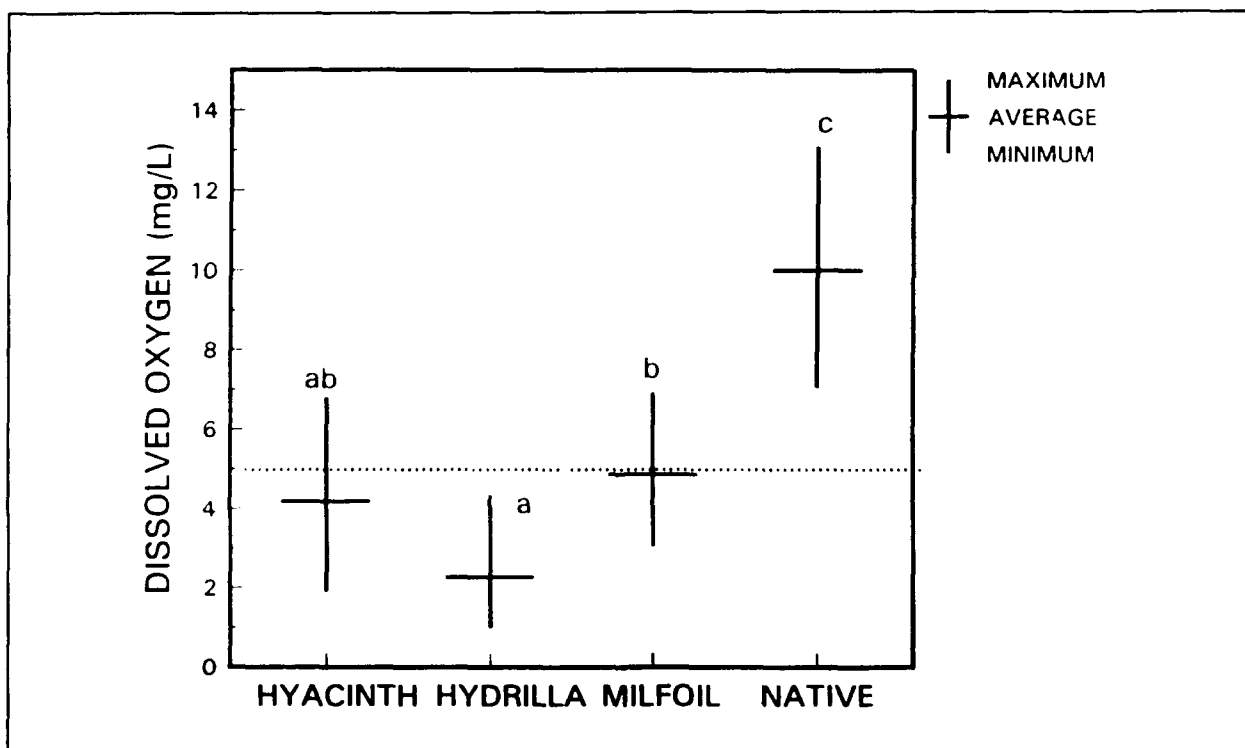 MAXIMUM
AVERAGE
MINIMUM
DISSOLVED OXYGEN (mg/L)
14
12
10
8
6
4
2
0
ab
a
b
c
HYACINTH HYDRILLA MILFOIL NATIVE